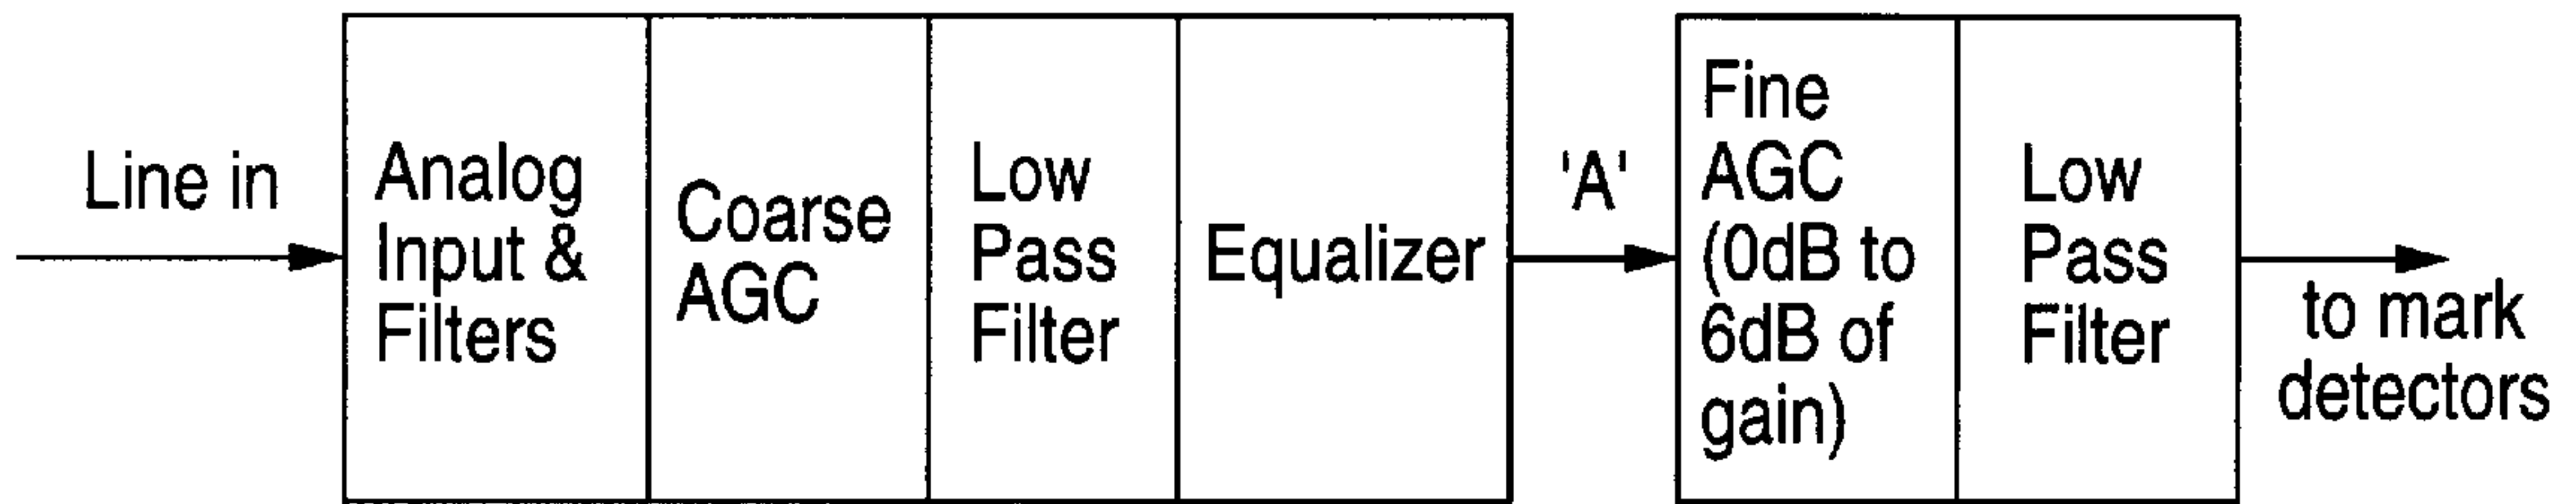 Line in
Analog
Input &
Filters
Coarse
AGC
Low
Pass
Filter
Equalizer
'A'
Fine
AGC
(0dB to
6dB of
gain)
Low
Pass
Filter
to mark
detectors